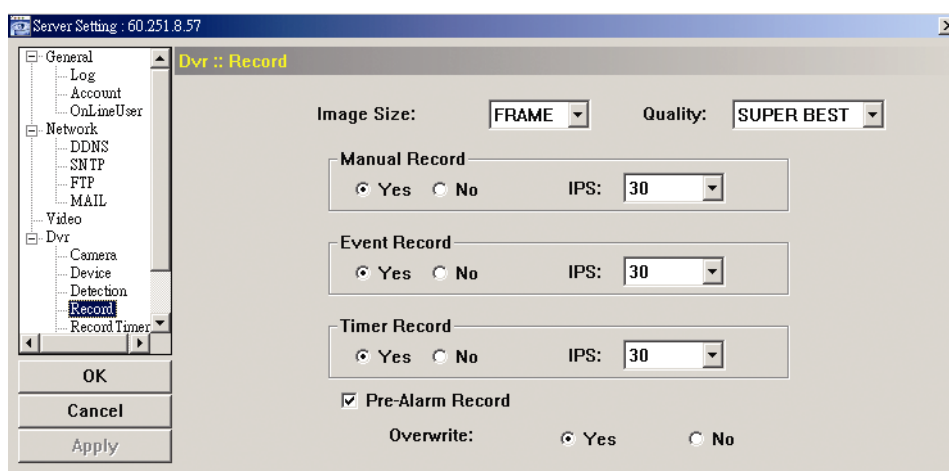 Server Setting : 60.251.8.57
General
Log
Account
OnLineUser
Network
DDNS
SNTP
FTP
MAIL
Video
Dvr
Camera
Device
Detection
Record
RecordTimer
OK
Cancel
Apply
Dvr :: Record
Image Size: FRAME Quality: SUPER BEST
Manual Record
Yes No IPS: 30
Event Record
Yes No IPS: 30
Timer Record
Yes No IPS: 30
Pre-Alarm Record
Overwrite: Yes No